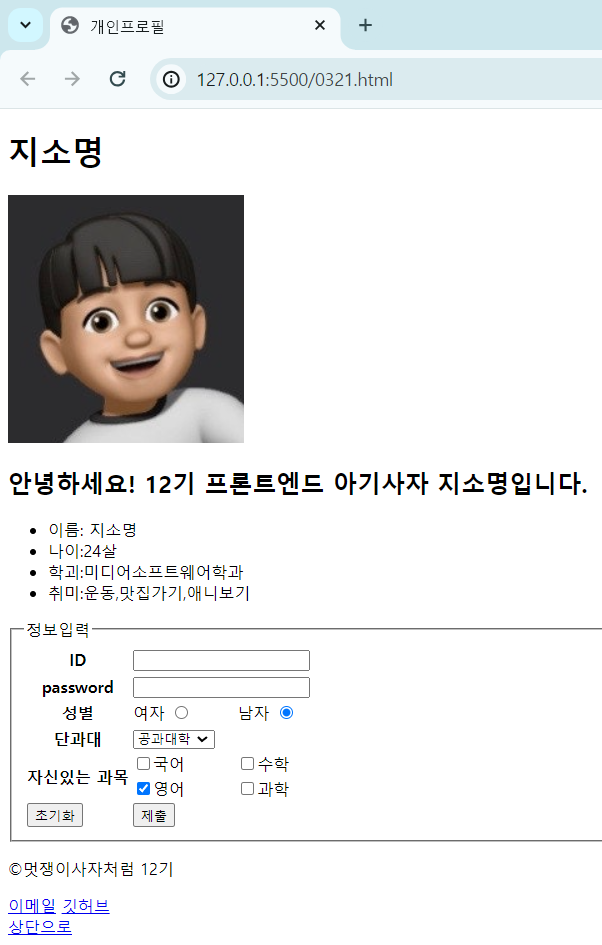 개인프로필
127.0.0.1:5500/0321.html
지소명
안녕하세요! 12기 프론트엔드 아기사자 지소명입니다.
이름: 지소명
나이:24살
학괴:미디어소프트웨어학과
취미:운동,맛집가기,애니보기
정보입력
ID
password
성별 여자 남자
단과대 공과대학
자신있는 과목 국어 수학
영어 과학
초기화 제출
©멋쟁이사자처럼 12기
이메일 깃허브
상단으로